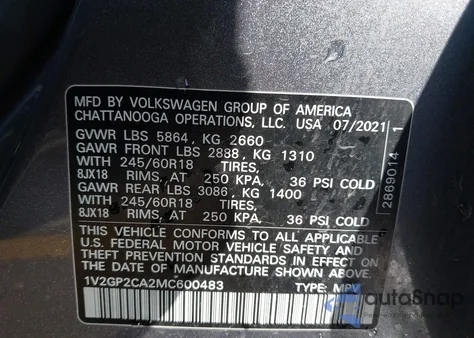 MFD BY VOLKSWAGEN GROUP OF AMERICA
CHATTANOOGA OPERATIONS, LLC. USA 07/2021
GVWR LBS 5864, KG 2660
GAWR FRONT LBS 2888, KG 1310
WITH 245/60R18 TIRES,
8JX18 RIMS, AT 250 KPA, 36 PSI COLD
GAWR REAR LBS 3086, KG 1400
WITH 245/60R18 TIRES,
8JX18 RIMS, AT 250 KPA, 36 PSI COLD
THIS VEHICLE CONFORMS TO ALL APPLICABLE
U.S. FEDERAL MOTOR VEHICLE SAFETY AND
THEFT PREVENTION STANDARDS IN EFFECT ON
THE DATE OF MANUFACTURE SHOWN ABOVE.
1V2GP2CA2MC600483 TYPE: MPV
2869014 1
AutoSnap